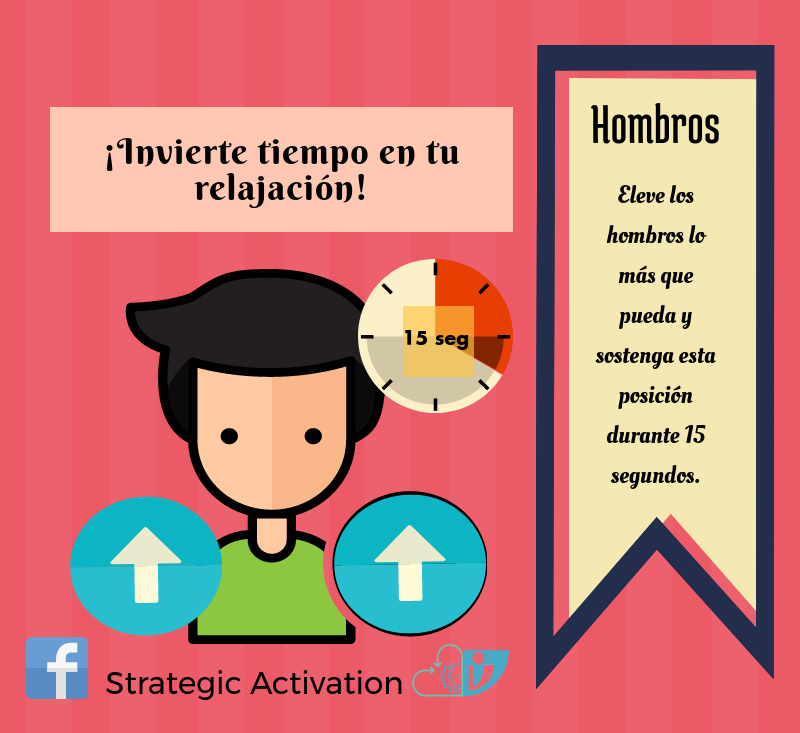 ¡Invierte tiempo en tu
relajación!
15 seg
Hombros
Eleve los
hombros lo
más que
pueda y
sostenga esta
posición
durante 15
segundos.
f
Strategic Activation